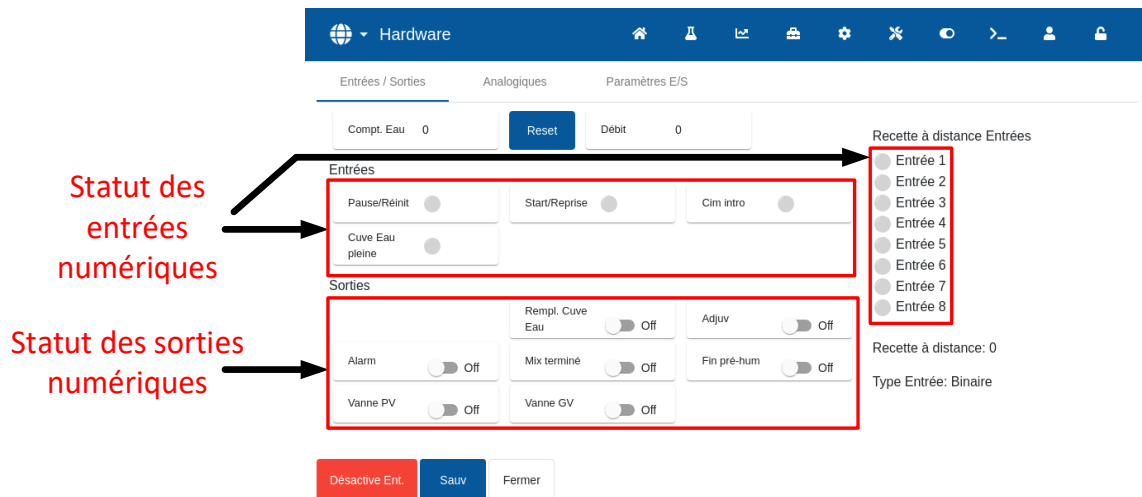 Hardware
Entrées / Sorties
Analogiques
Paramètres E/S
Compt. Eau 0
Reset
Débit 0
Recette à distance Entrées
Entrée 1
Entrée 2
Entrée 3
Entrée 4
Entrée 5
Entrée 6
Entrée 7
Entrée 8
Recette à distance: 0
Type Entrée: Binaire
Statut des
entrées
numériques
Entrées
Pause/Réinit
Start/Reprise
Cim intro
Cuve Eau
pleine
Statut des sorties
numériques
Sorties
Rempl. Cuve
Eau
Off
Adjuv
Off
Alarm
Off
Mix terminé
Off
Fin pré-hum
Off
Vanne PV
Off
Vanne GV
Off
Désactive Ent.
Sauv
Fermer